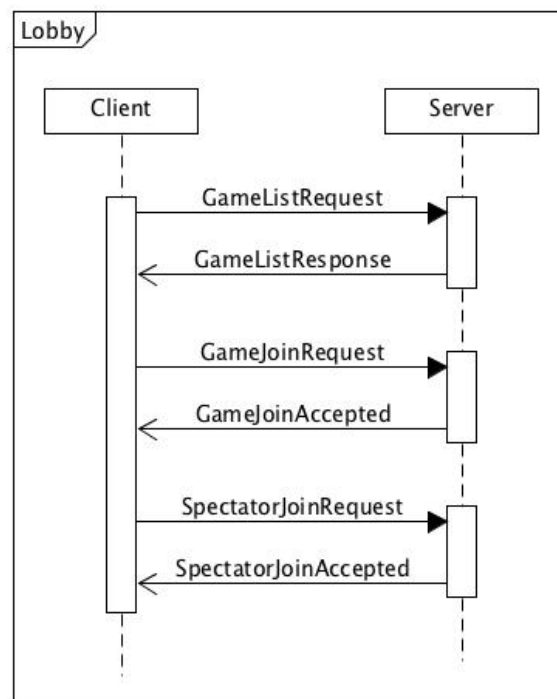 Lobby
Client
Server
GameListRequest
GameListResponse
GameJoinRequest
GameJoinAccepted
SpectatorJoinRequest
SpectatorJoinAccepted